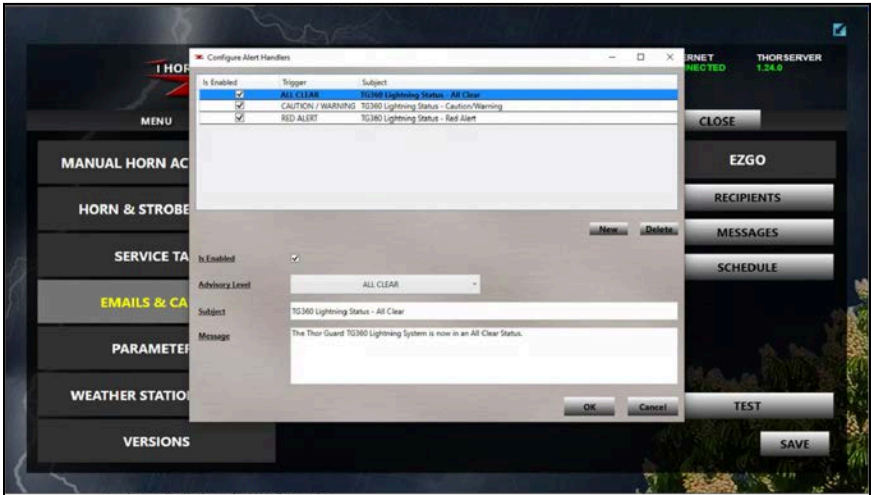 Configure Alert Handlers
THOR
RNET
NECTED
THORSERVER
1.24.0
MENU
CLOSE
Is Enabled Trigger Subject
ALL CLEAR TG360 Lightning Status - All Clear
CAUTION / WARNING TG360 Lightning Status - Caution/Warning
RED ALERT TG360 Lightning Status - Red Alert
MANUAL HORN AC
HORN & STROBE
SERVICE TA
EMAILS & CA
PARAMETER
WEATHER STATIO
VERSIONS
EZGO
RECIPIENTS
MESSAGES
SCHEDULE
New Delete
Is Enabled
Advisory Level ALL CLEAR
Subject TG360 Lightning Status - All Clear
Message The Thor Guard TG360 Lightning System is now in an All Clear Status.
OK Cancel
TEST
SAVE